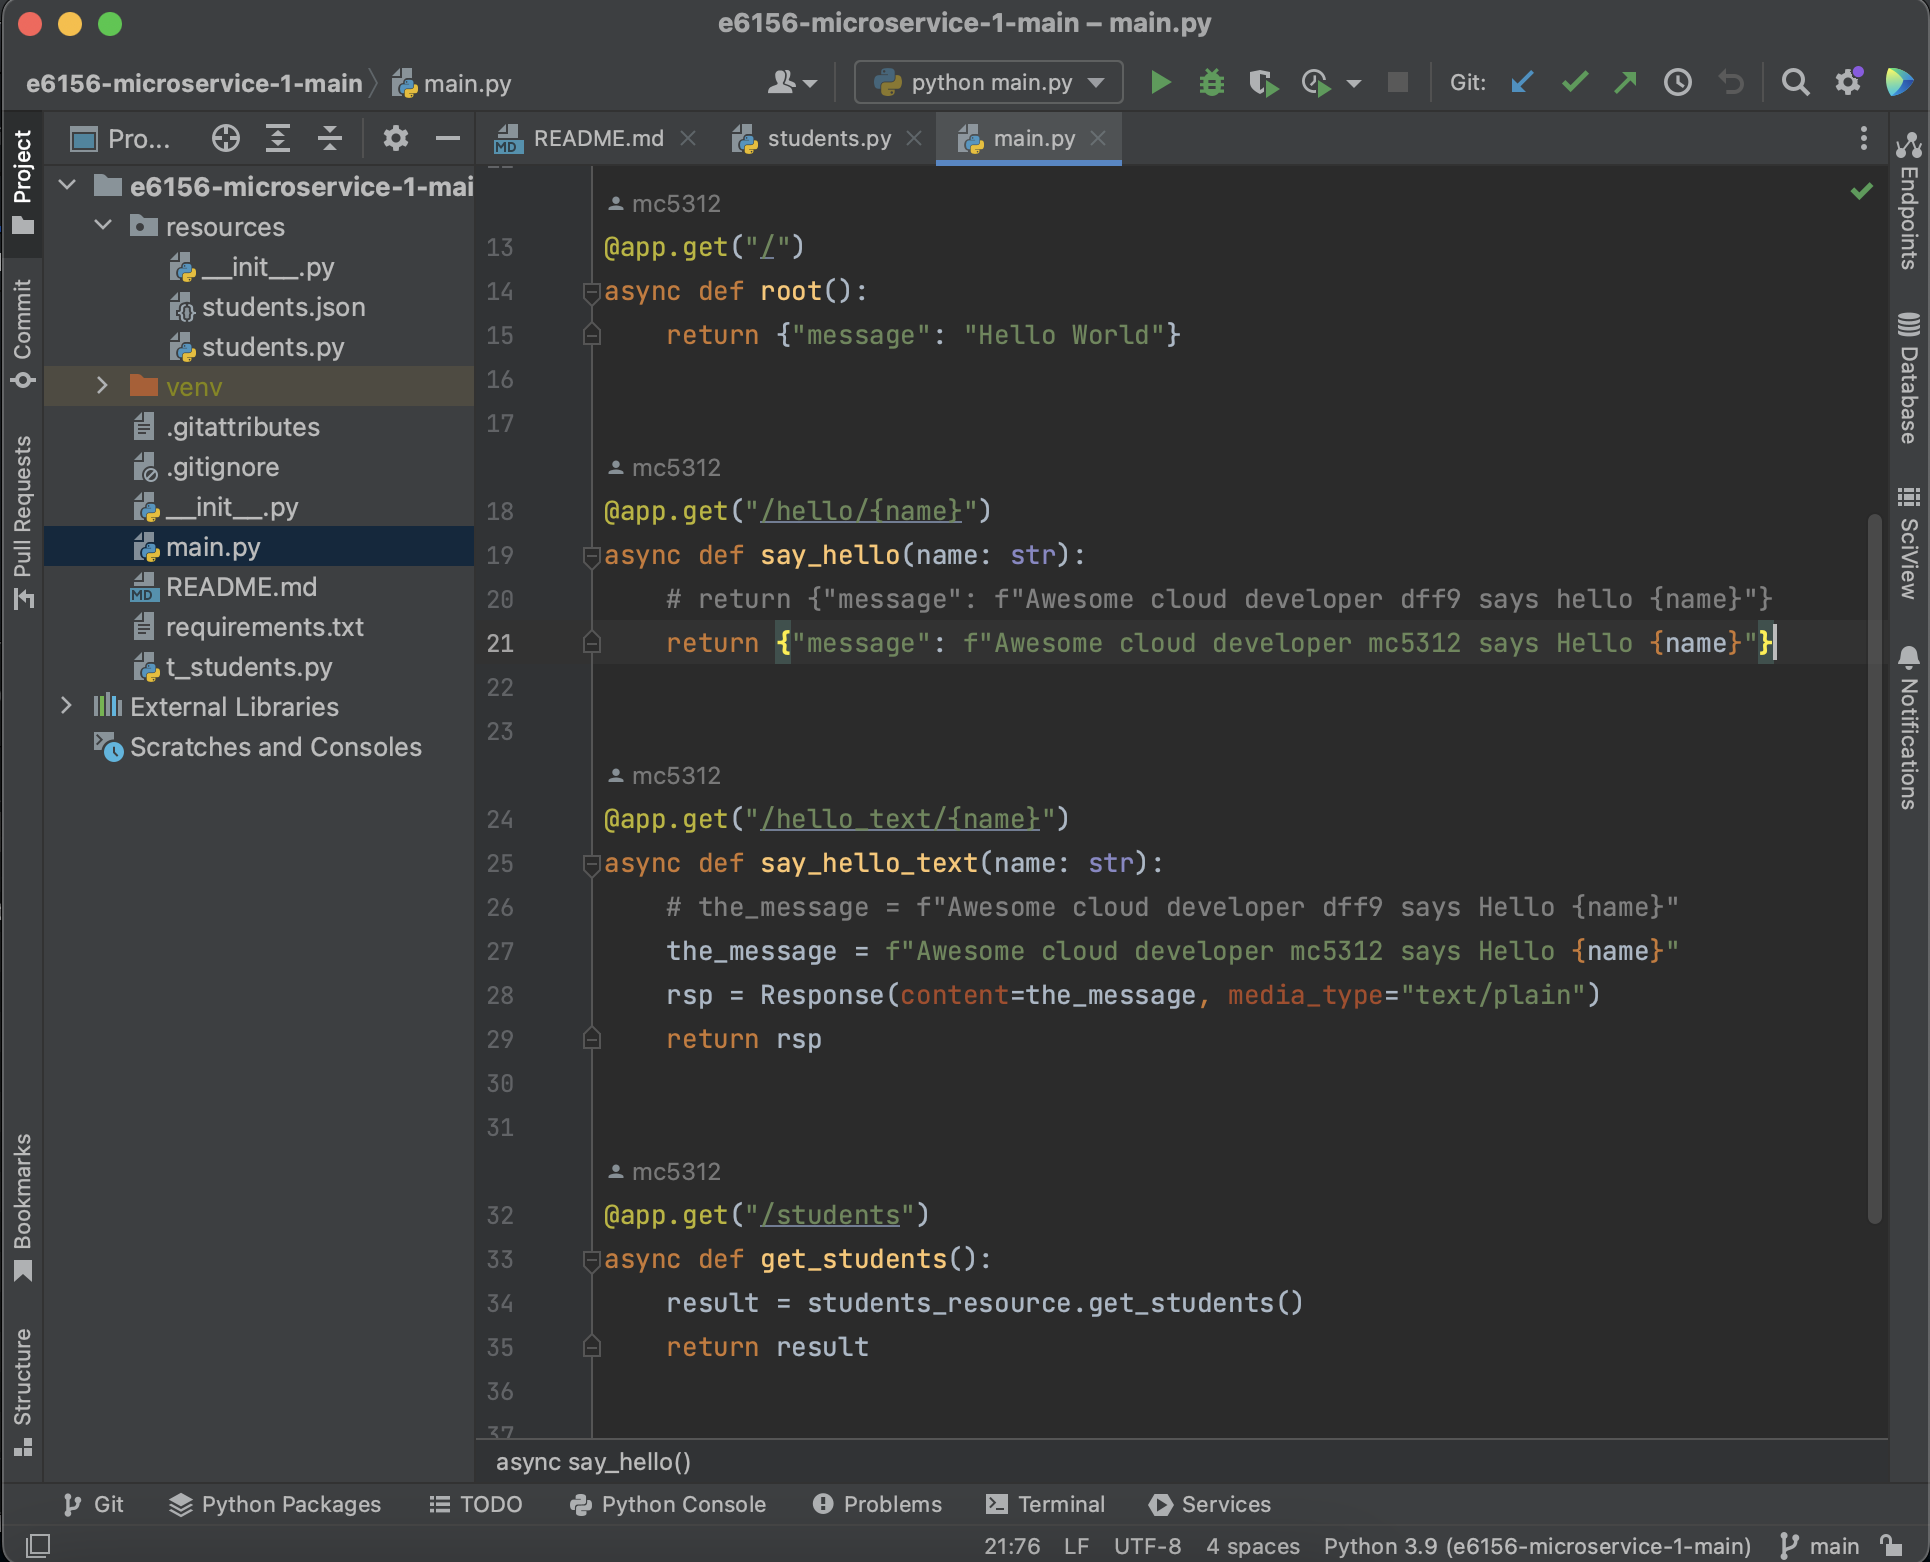 e6156-microservice-1-main – main.py
e6156-microservice-1-main
main.py
python main.py
Git:
Project
Commit
Pull Requests
Bookmarks
Structure
Pro...
e6156-microservice-1-mai
resources
__init__.py
students.json
students.py
venv
.gitattributes
.gitignore
__init__.py
main.py
MD README.md
requirements.txt
t_students.py
External Libraries
Scratches and Consoles
MD README.md
students.py
main.py
mc5312
13 @app.get("/")
14 async def root():
15     return {"message": "Hello World"}
16
17
mc5312
18 @app.get("/hello/{name}")
19 async def say_hello(name: str):
20     # return {"message": f"Awesome cloud developer dff9 says hello {name}"}
21     return {"message": f"Awesome cloud developer mc5312 says Hello {name}"}
22
23
mc5312
24 @app.get("/hello_text/{name}")
25 async def say_hello_text(name: str):
26     # the_message = f"Awesome cloud developer dff9 says Hello {name}"
27     the_message = f"Awesome cloud developer mc5312 says Hello {name}"
28     rsp = Response(content=the_message, media_type="text/plain")
29     return rsp
30
31
mc5312
32 @app.get("/students")
33 async def get_students():
34     result = students_resource.get_students()
35     return result
36
37
async say_hello()
Endpoints
Database
SciView
Notifications
Git
Python Packages
TODO
Python Console
Problems
Terminal
Services
21:76 LF UTF-8 4 spaces Python 3.9 (e6156-microservice-1-main) main